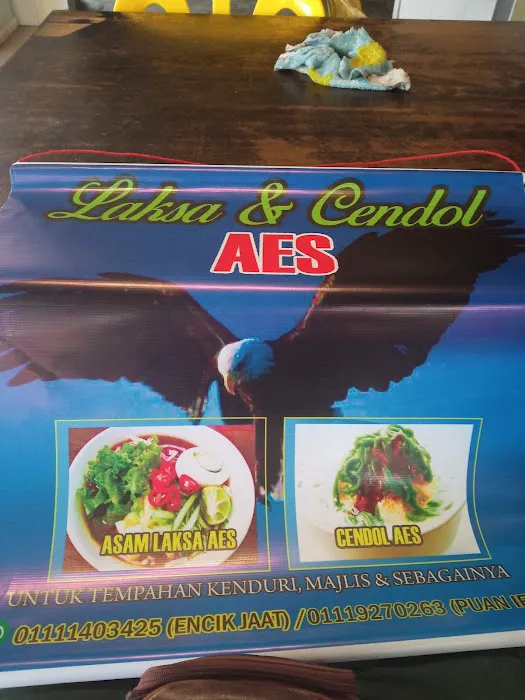 Laksa & Cendol
AES
ASAM LAKSA AES
CENDOL AES
UNTUK TEMPAHAN KENDURI, MAJLIS & SEBAGAINYA
01111403425 (ENCIK JAAT) / 01119270263 (PUAN